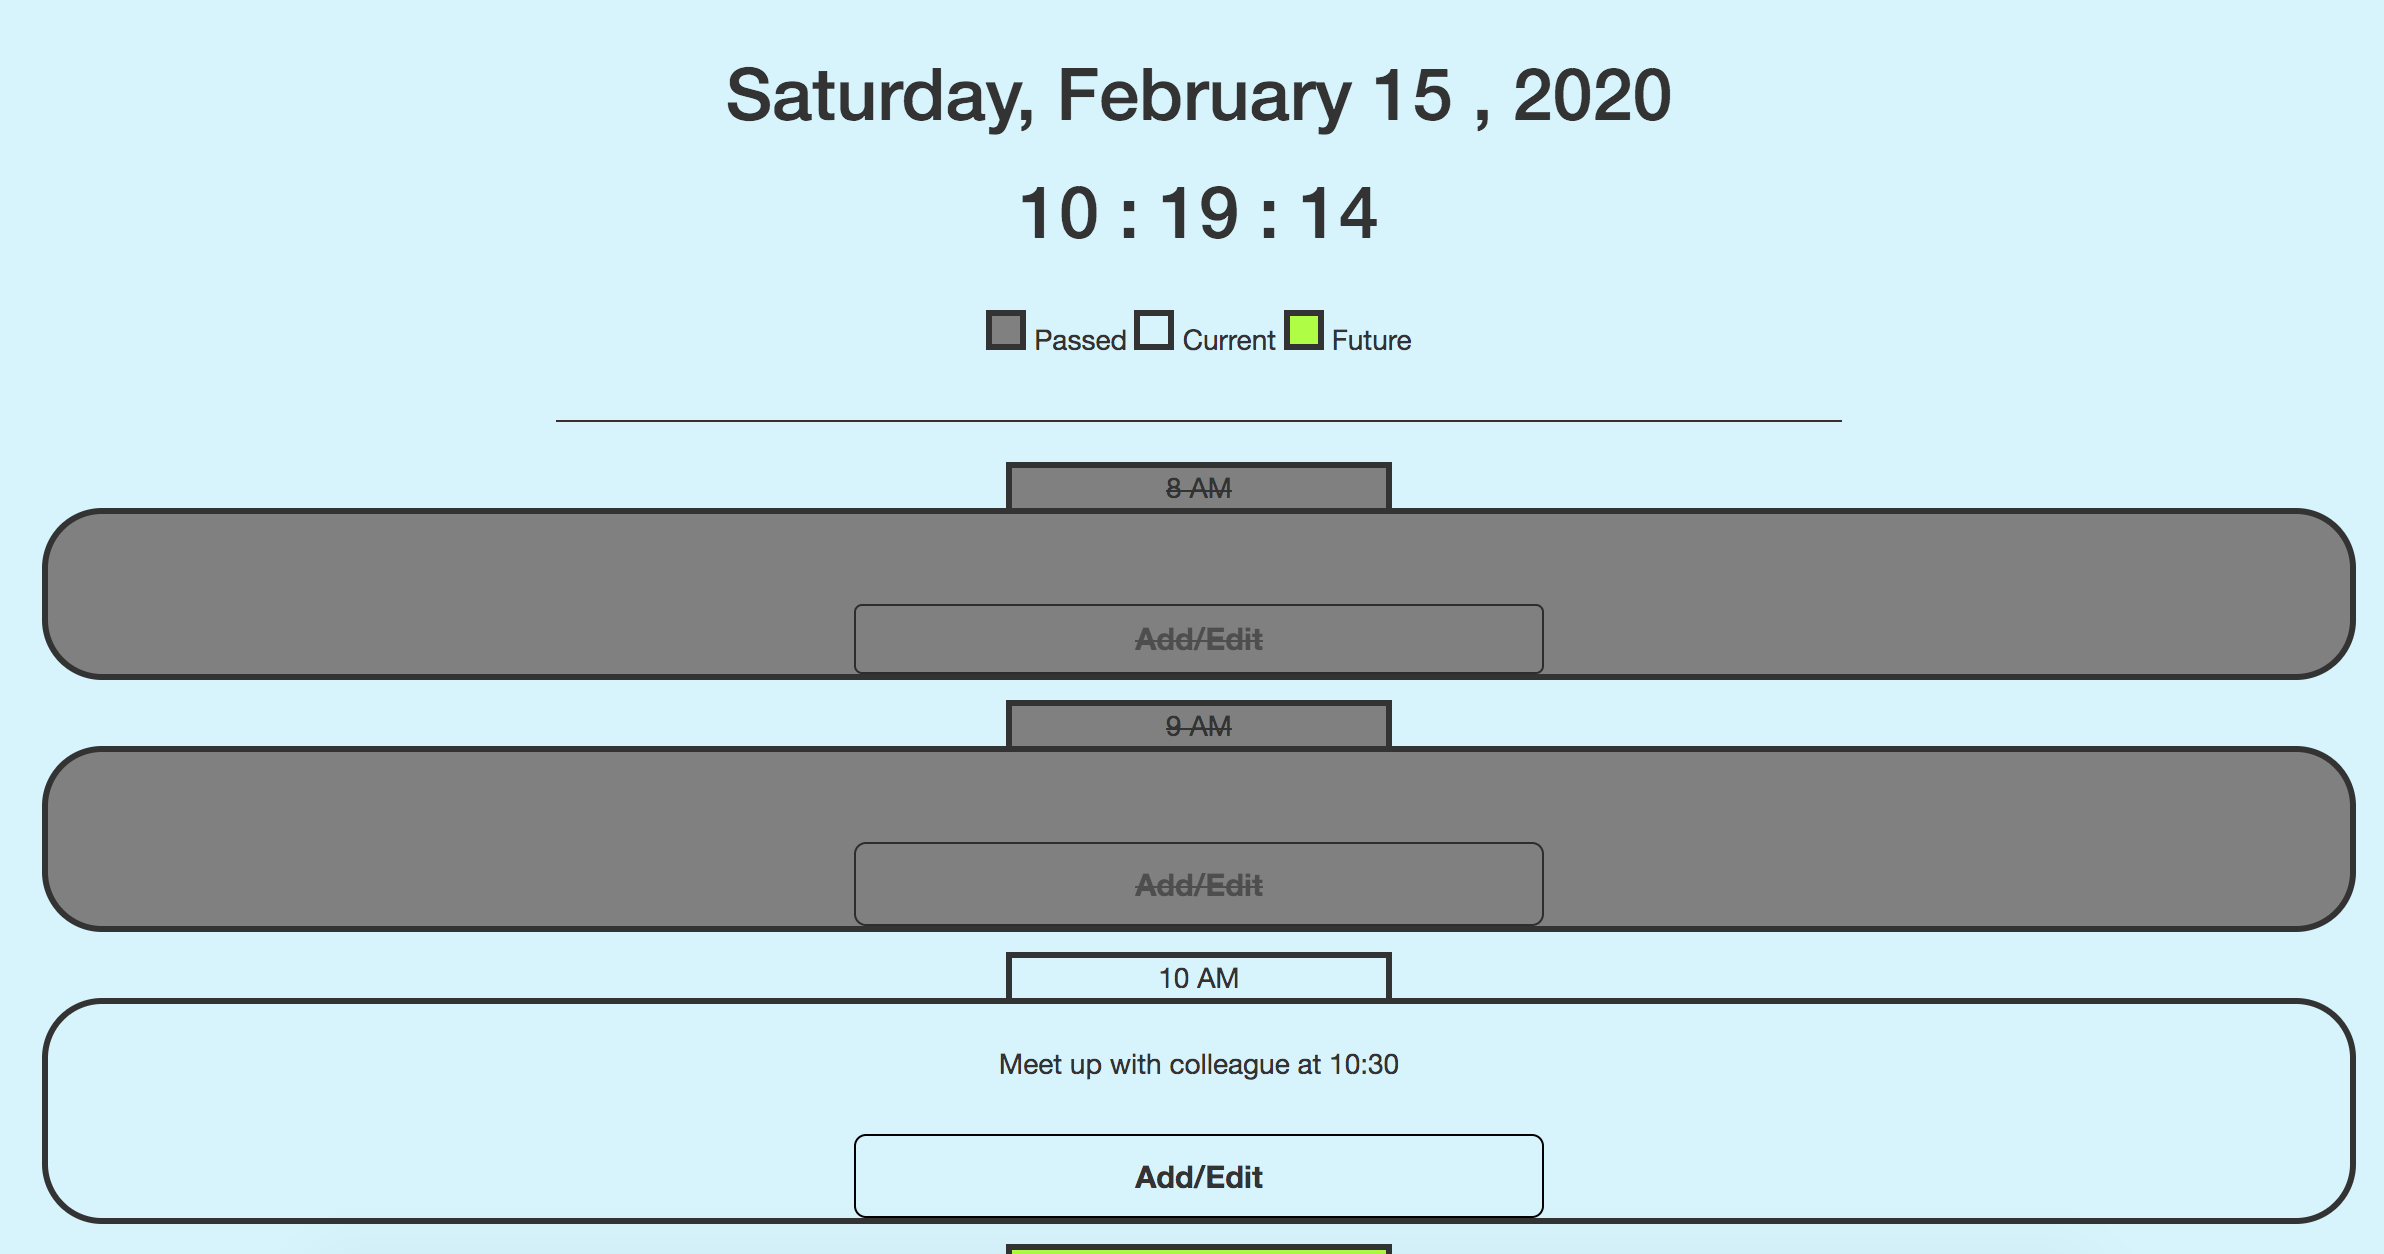 Saturday, February 15 , 2020
10 : 19 : 14
Passed Current Future
8 AM
Add/Edit
9 AM
Add/Edit
10 AM
Meet up with colleague at 10:30
Add/Edit